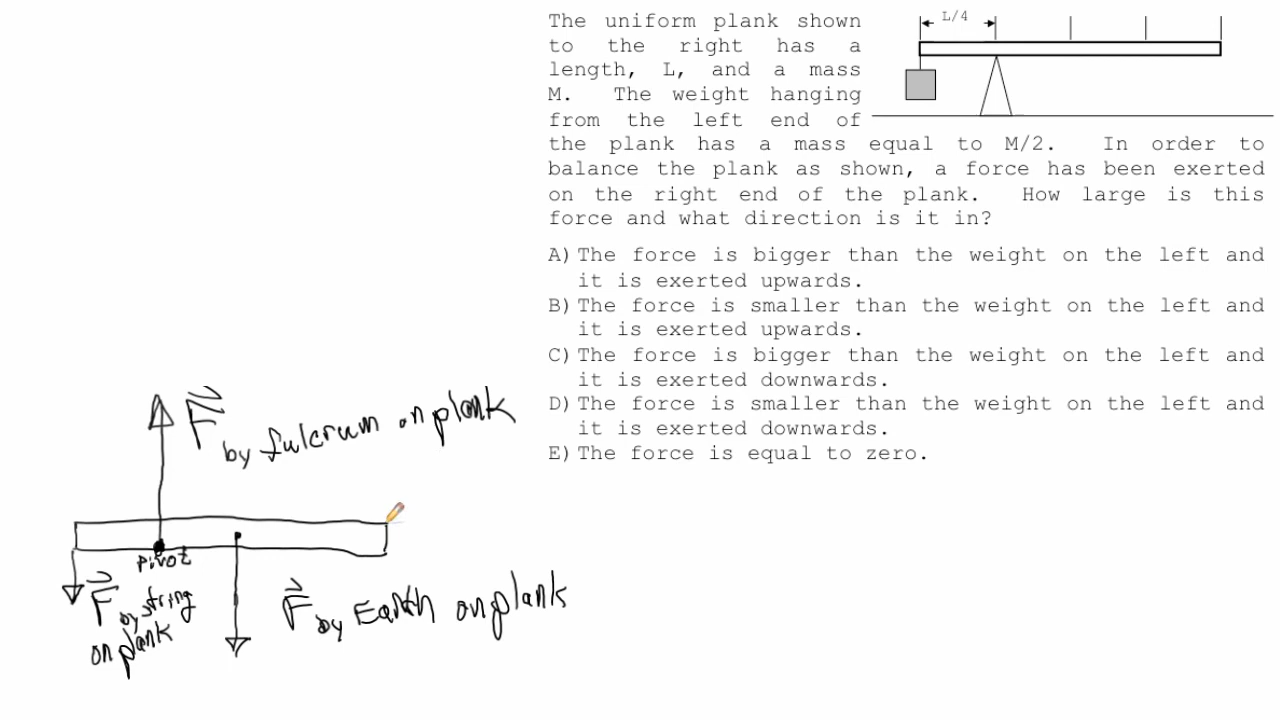 The uniform plank shown
to the right has a
length, L, and a mass
M. The weight hanging
from the left end of
the plank has a mass equal to M/2. In order to
balance the plank as shown, a force has been exerted
on the right end of the plank. How large is this
force and what direction is it in?
L/4
A) The force is bigger than the weight on the left and
it is exerted upwards.
B) The force is smaller than the weight on the left and
it is exerted upwards.
C) The force is bigger than the weight on the left and
it is exerted downwards.
D) The force is smaller than the weight on the left and
it is exerted downwards.
E) The force is equal to zero.
F by fulcrum on plank
Pivot
F by string
on plank
F by Earth on plank